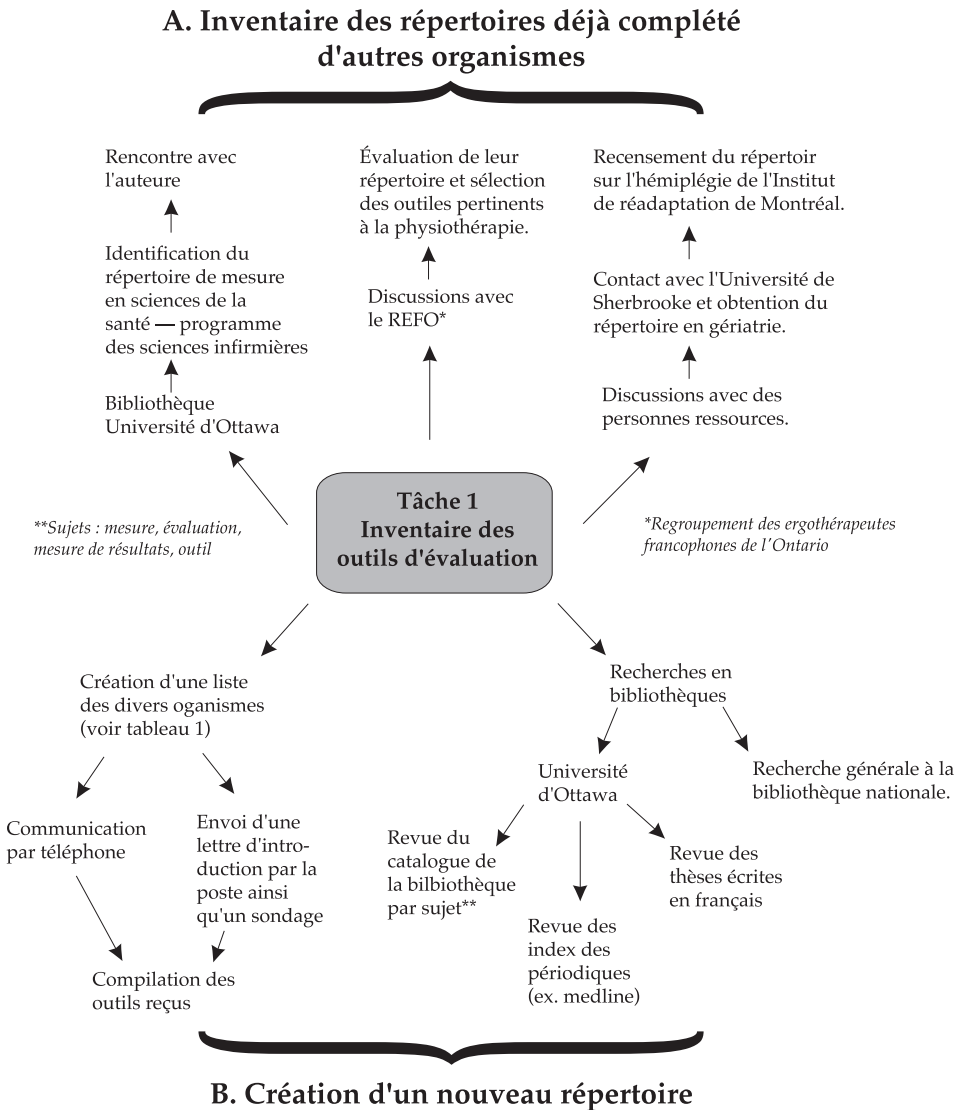 A. Inventaire des répertoires déjà complété
d'autres organismes
Rencontre avec
l'auteure
Identification du
répertoire de mesure
en sciences de la
santé — programme
des sciences infirmières
Bibliothèque
Université d'Ottawa
Évaluation de leur
répertoire et sélection
des outiles pertinents
à la physiothérapie.
Discussions avec
le REFO*
Recensement du répertoir
sur l'hémiplégie de l'Institut
de réadaptation de Montréal.
Contact avec l'Université de
Sherbrooke et obtention du
répertoire en gériatrie.
Discussions avec des
personnes ressources.
**Sujets : mesure, évaluation,
mesure de résultats, outil
Tâche 1
Inventaire des
outils d'évaluation
*Regroupement des ergothérapeutes
francophones de l'Ontario
Création d'une liste
des divers oganismes
(voir tableau 1)
Communication
par téléphone
Envoi d'une
lettre d'intro-
duction par la
poste ainsi
qu'un sondage
Compilation des
outils reçus
Recherches en
bibliothèques
Université
d'Ottawa
Recherche générale à la
bibliothèque nationale.
Revue du
catalogue de
la bilbiothèque
par sujet**
Revue des
index des
périodiques
(ex. medline)
Revue des
thèses écrites
en français
B. Création d'un nouveau répertoire